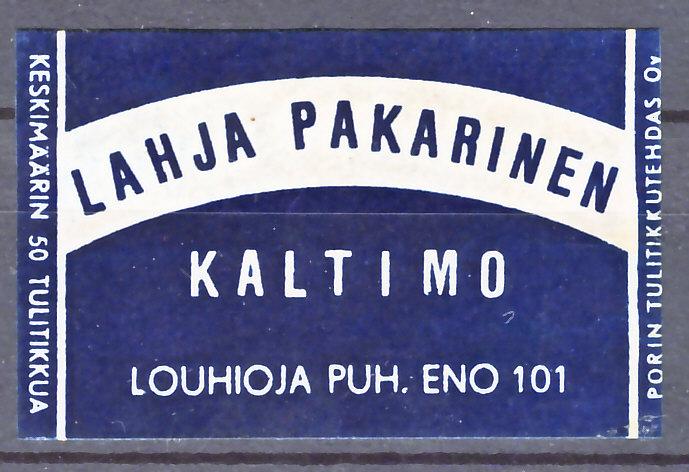 KESKIMÄÄRIN 50 TULITIKKUA
LAHJA PAKARINEN
KALTIMO
LOUHIOJA PUH. ENO 101
PORIN TULITIKKUTEHDAS Oy